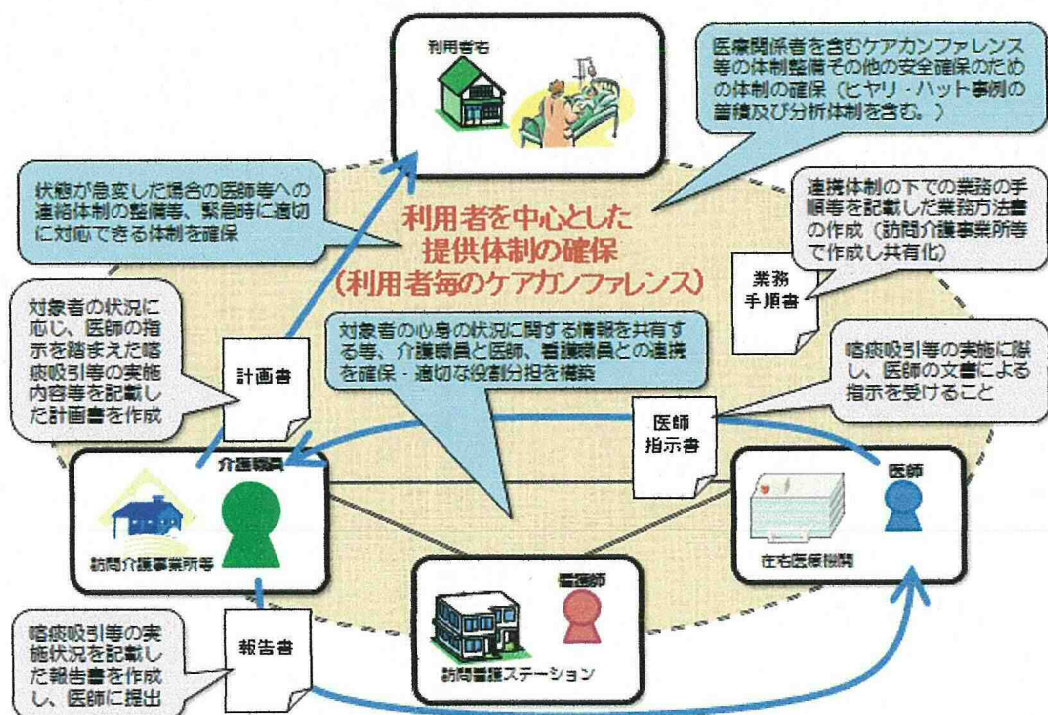 利用者宅
医療関係者を含むケアカンファレンス
等の体制整備その他の安全確保のため
の体制の確保（ヒヤリ・ハット事例の
蓄積及び分析体制を含む。）
状態が急変した場合の医師等への
連絡体制の整備等、緊急時に適切
に対応できる体制を確保
利用者を中心とした
提供体制の確保
(利用者毎のケアカンファレンス)
連携体制の下での業務の手
順等を記載した業務方法書
の作成（訪問介護事業所等
で作成し共有化）
業務
手順書
対象者の状況に
応じ、医師の指
示を踏まえた喀
痰吸引等の実施
内容等を記載し
た計画書を作成
計画書
対象者の心身の状況に関する情報を共有す
る等、介護職員と医師、看護職員との連携
を確保・適切な役割分担を構築
喀痰吸引等の実施に際
し、医師の文書による
指示を受けること
医師
指示書
介護職員
訪問介護事業所等
医師
在宅医療機関
看護師
訪問看護ステーション
喀痰吸引等の実
施状況を記載し
た報告書を作成
し、医師に提出
報告書